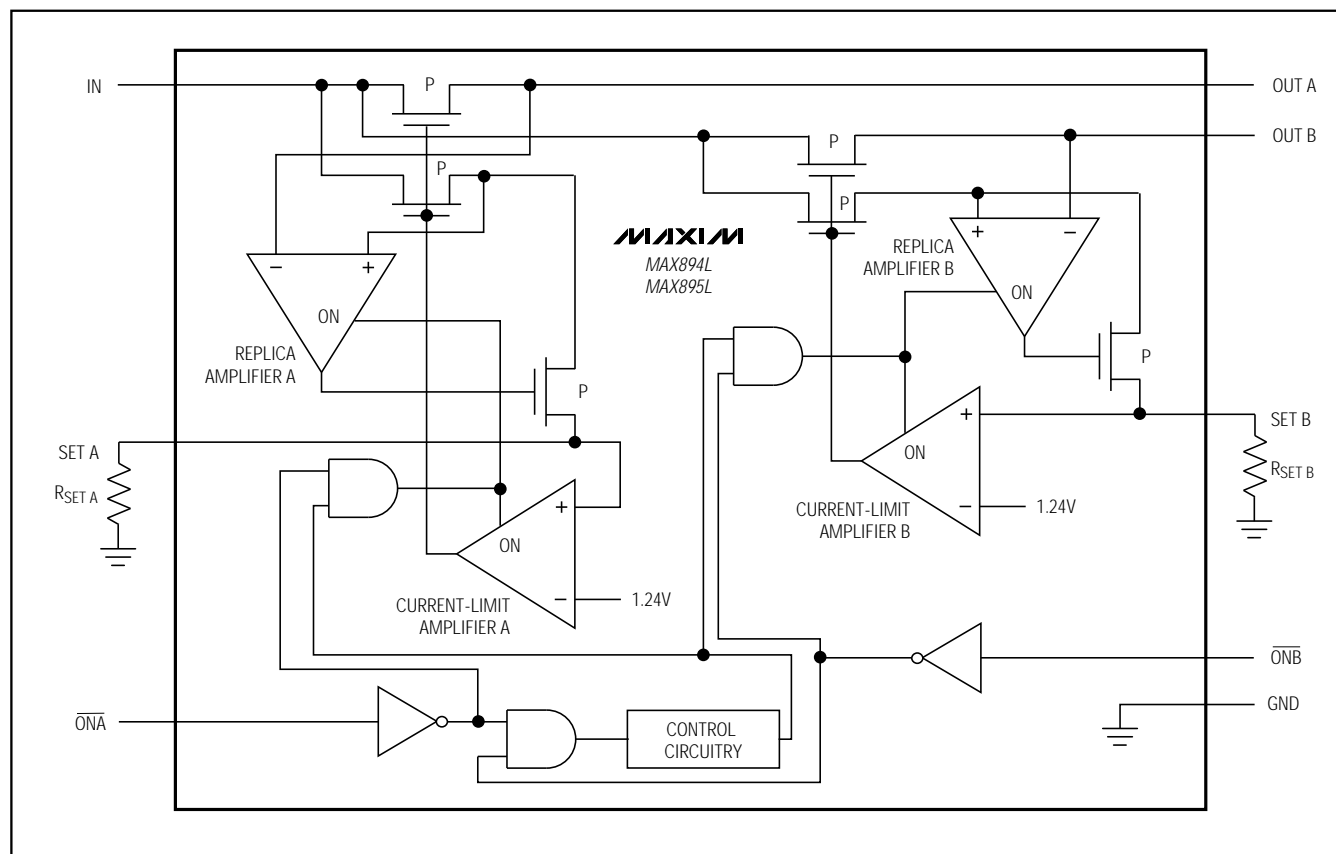 IN
P
OUT A
OUT B
P
P
P
MAXIM
MAX894L
MAX895L
REPLICA
AMPLIFIER B
+
−
ON
−
+
ON
REPLICA
AMPLIFIER A
P
P
SET A
RSET A
SET B
RSET B
+
ON
−
CURRENT-LIMIT
AMPLIFIER B
1.24V
+
ON
−
CURRENT-LIMIT
AMPLIFIER A
1.24V
ONB
ONA
GND
CONTROL
CIRCUITRY